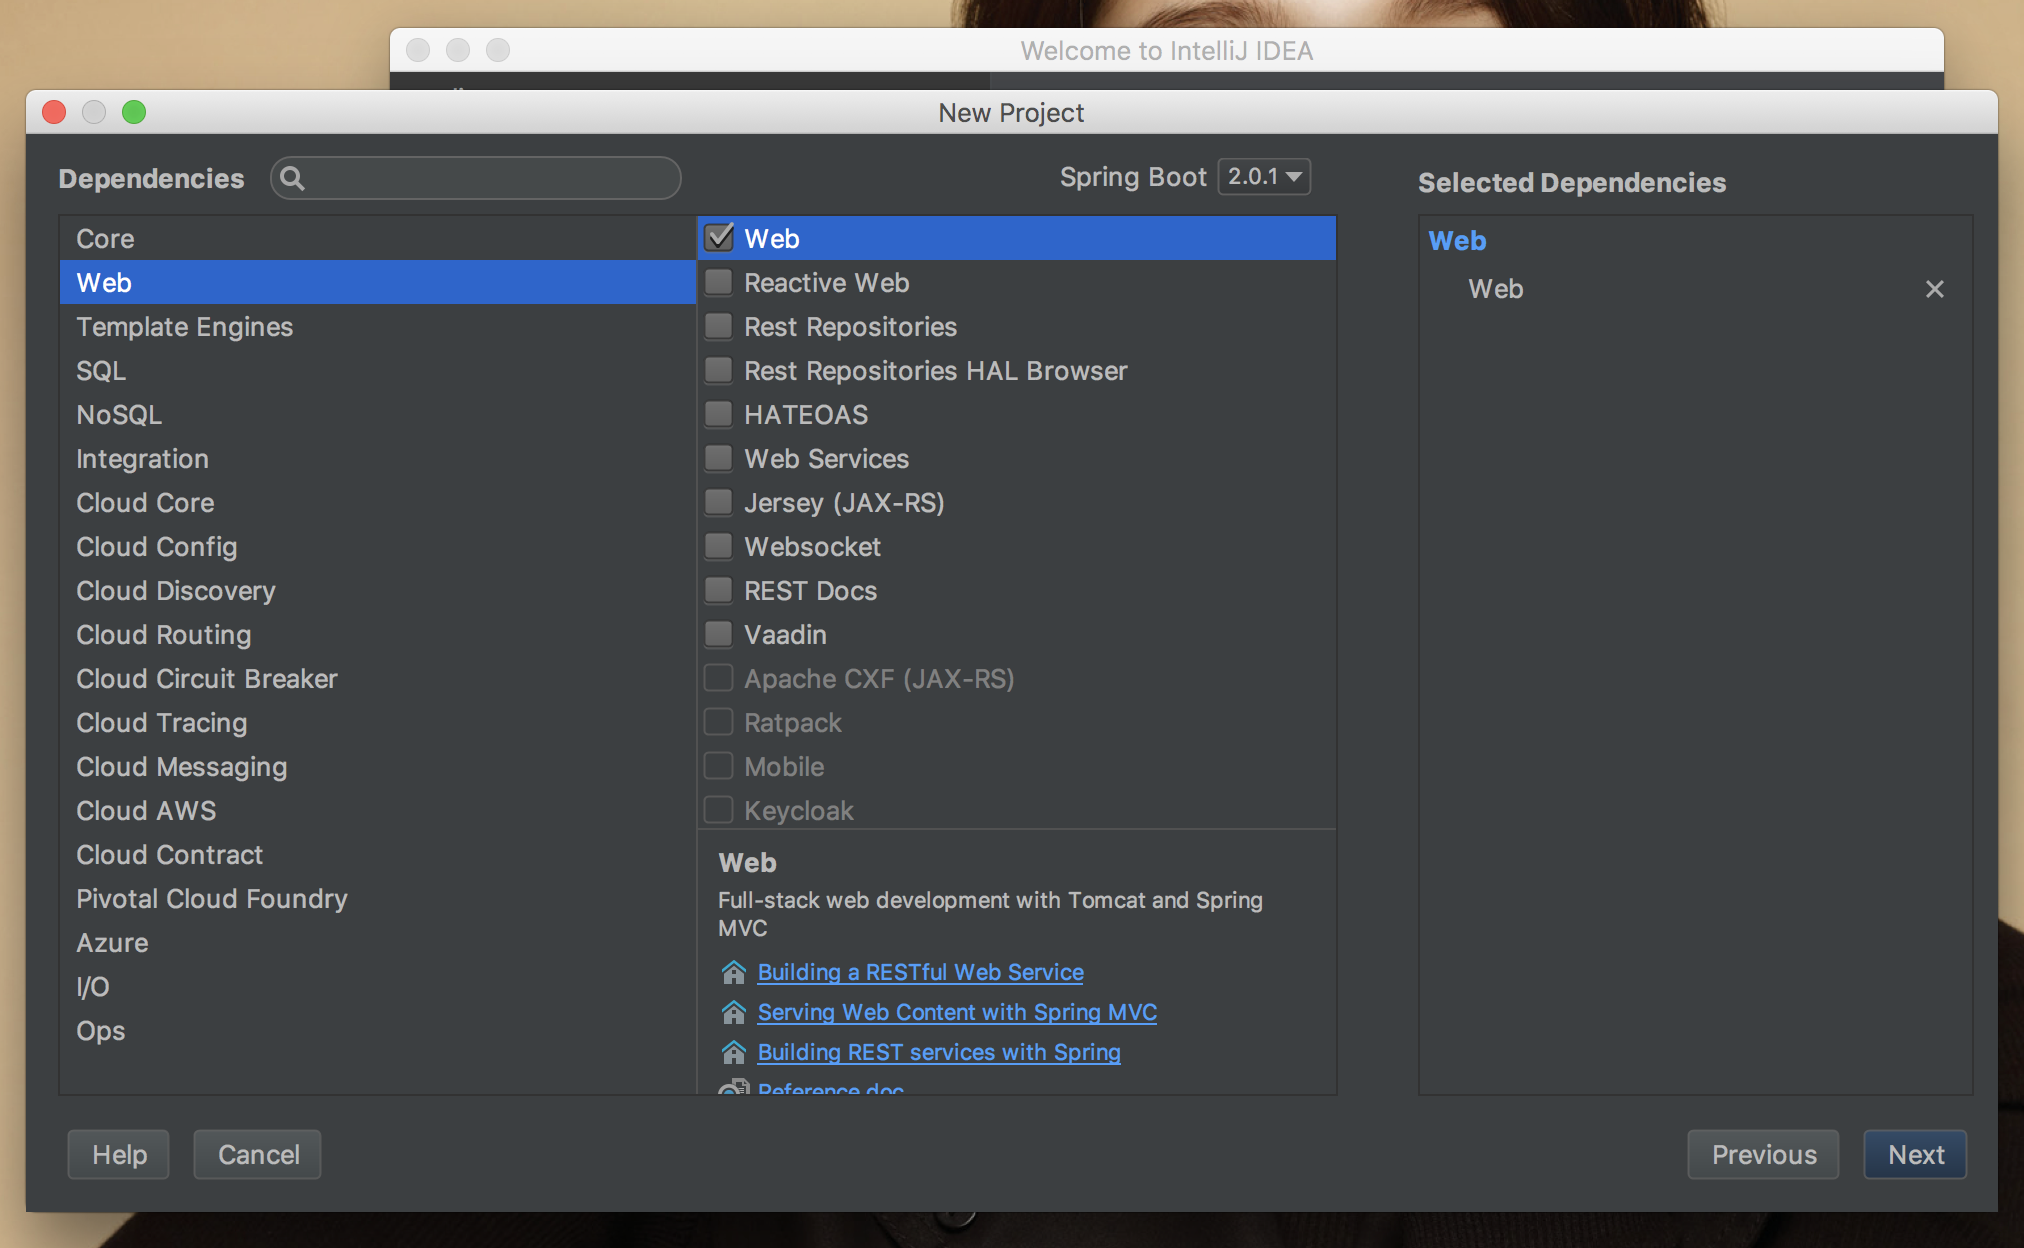 Welcome to IntelliJ IDEA
New Project
Dependencies
Spring Boot 2.0.1
Selected Dependencies
Core
Web
Template Engines
SQL
NoSQL
Integration
Cloud Core
Cloud Config
Cloud Discovery
Cloud Routing
Cloud Circuit Breaker
Cloud Tracing
Cloud Messaging
Cloud AWS
Cloud Contract
Pivotal Cloud Foundry
Azure
I/O
Ops
Web
Reactive Web
Rest Repositories
Rest Repositories HAL Browser
HATEOAS
Web Services
Jersey (JAX-RS)
Websocket
REST Docs
Vaadin
Apache CXF (JAX-RS)
Ratpack
Mobile
Keycloak
Web
Full-stack web development with Tomcat and Spring
MVC
Building a RESTful Web Service
Serving Web Content with Spring MVC
Building REST services with Spring
Reference doc
Web
Web
Help
Cancel
Previous
Next